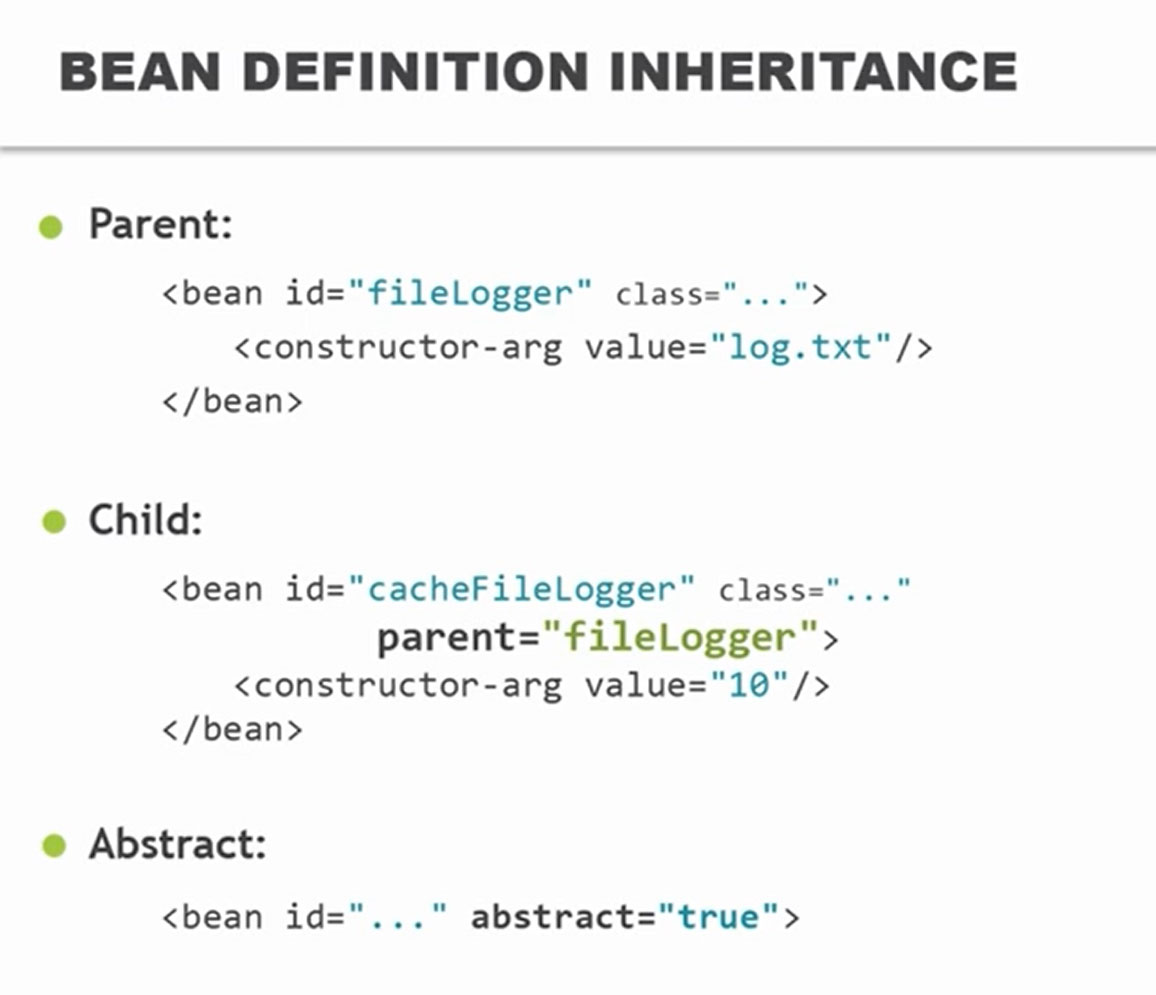 BEAN DEFINITION INHERITANCE
Parent:
<bean id="fileLogger" class="...">
<constructor-arg value="log.txt"/>
</bean>
Child:
<bean id="cacheFileLogger" class="..."
parent="fileLogger">
<constructor-arg value="10"/>
</bean>
Abstract:
<bean id="..." abstract="true">